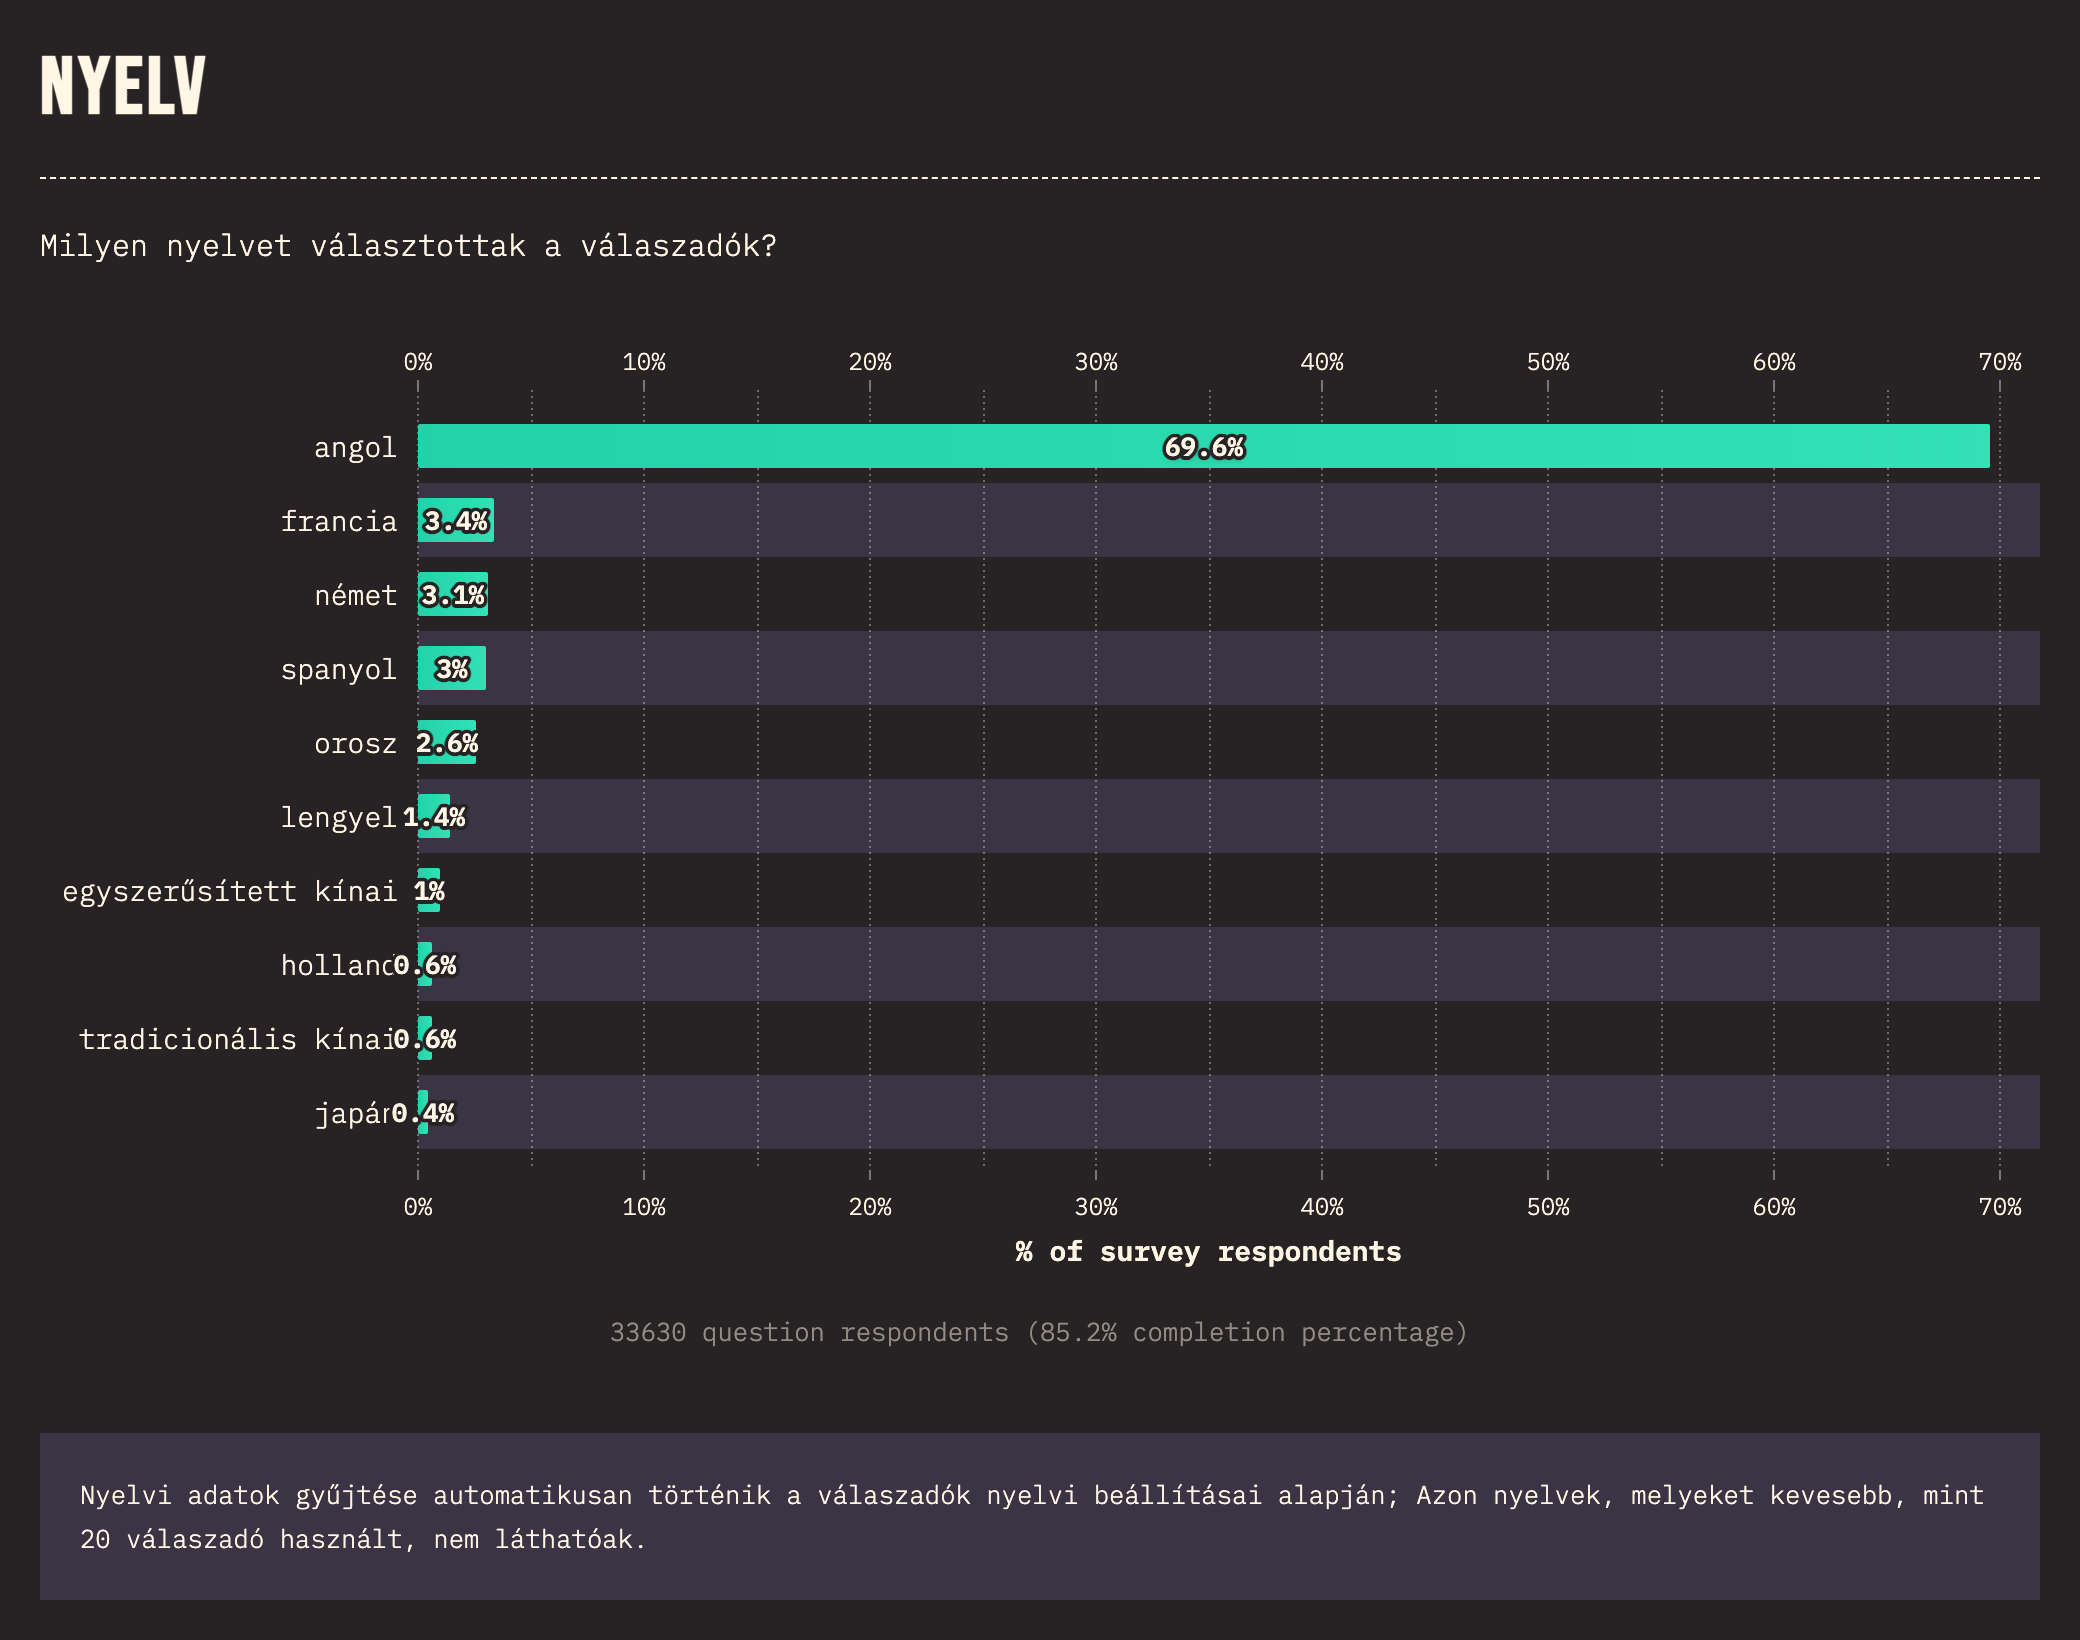 NYELV
Milyen nyelvet választottak a válaszadók?
0% 10% 20% 30% 40% 50% 60% 70%
angol 69.6%
francia 3.4%
német 3.1%
spanyol 3%
orosz 2.6%
lengyel 1.4%
egyszerűsített kínai 1%
holland 0.6%
tradicionális kínai 0.6%
japán 0.4%
0% 10% 20% 30% 40% 50% 60% 70%
% of survey respondents
33630 question respondents (85.2% completion percentage)
Nyelvi adatok gyűjtése automatikusan történik a válaszadók nyelvi beállításai alapján; Azon nyelvek, melyeket kevesebb, mint
20 válaszadó használt, nem láthatóak.